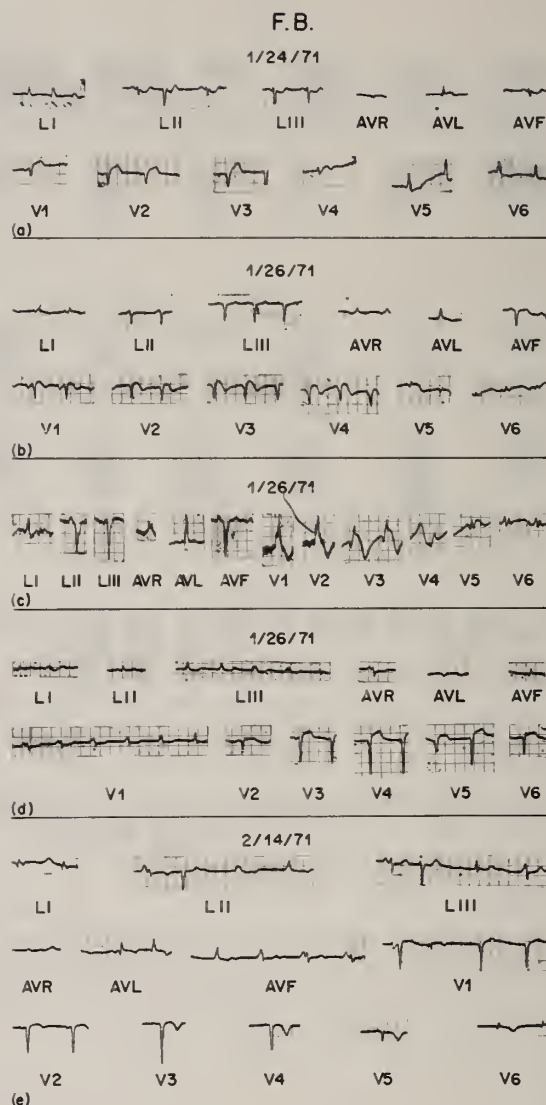 F.B.
1/24/71
LI LII LIII AVR AVL AVF
V1 V2 V3 V4 V5 V6
(a)
1/26/71
LI LII LIII AVR AVL AVF
V1 V2 V3 V4 V5 V6
(b)
1/26/71
LI LII LIII AVR AVL AVF V1 V2 V3 V4 V5 V6
(c)
1/26/71
LI LII LIII AVR AVL AVF
V1 V2 V3 V4 V5 V6
(d)
2/14/71
LI LII LIII
AVR AVL AVF V1
V2 V3 V4 V5 V6
(e)